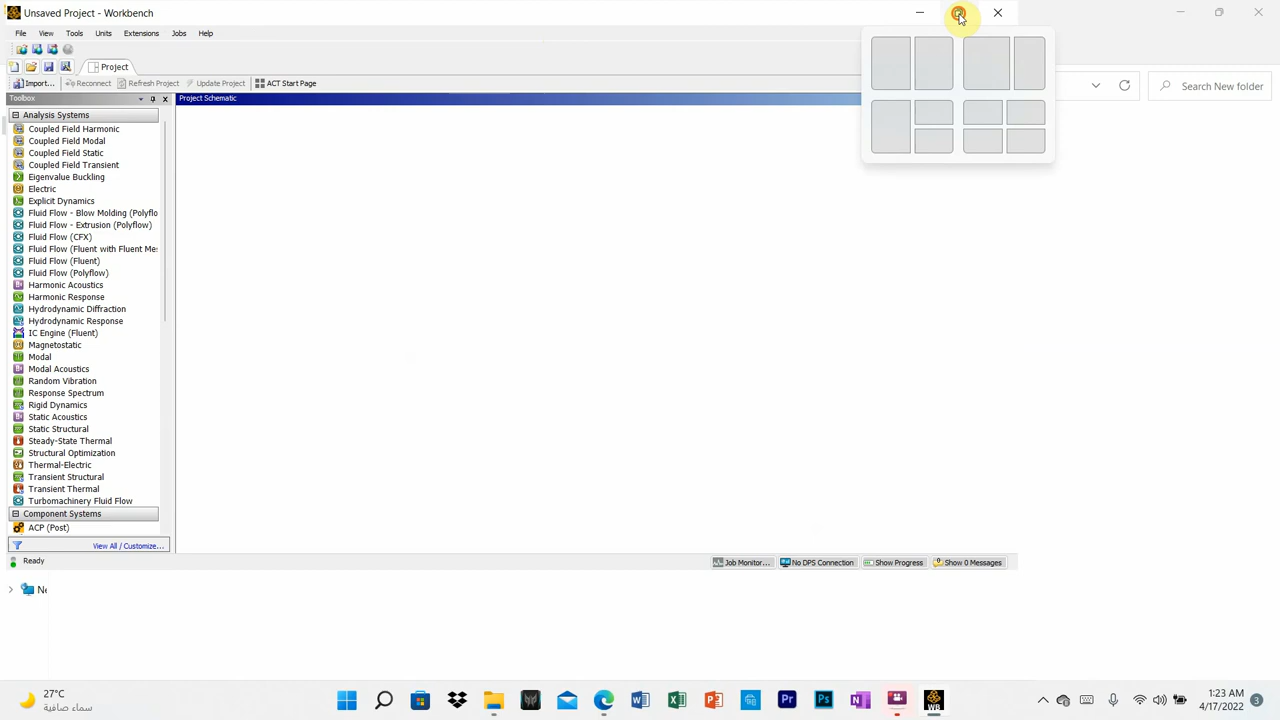 Unsaved Project - Workbench
File View Tools Units Extensions Jobs Help
Project
Import... Reconnect Refresh Project Update Project ACT Start Page
Toolbox
Project Schematic
Search New folder
Analysis Systems
Coupled Field Harmonic
Coupled Field Modal
Coupled Field Static
Coupled Field Transient
Eigenvalue Buckling
Electric
Explicit Dynamics
Fluid Flow - Blow Molding (Polyflo
Fluid Flow - Extrusion (Polyflow)
Fluid Flow (CFX)
Fluid Flow (Fluent with Fluent Mes
Fluid Flow (Fluent)
Fluid Flow (Polyflow)
Harmonic Acoustics
Harmonic Response
Hydrodynamic Diffraction
Hydrodynamic Response
IC Engine (Fluent)
Magnetostatic
Modal
Modal Acoustics
Random Vibration
Response Spectrum
Rigid Dynamics
Static Acoustics
Static Structural
Steady-State Thermal
Structural Optimization
Thermal-Electric
Transient Structural
Transient Thermal
Turbomachinery Fluid Flow
Component Systems
ACP (Post)
View All / Customize...
Ready
Job Monitor... No DPS Connection Show Progress Show 0 Messages
Ne
27°C
سماء صافية
1:23 AM
4/17/2022
3